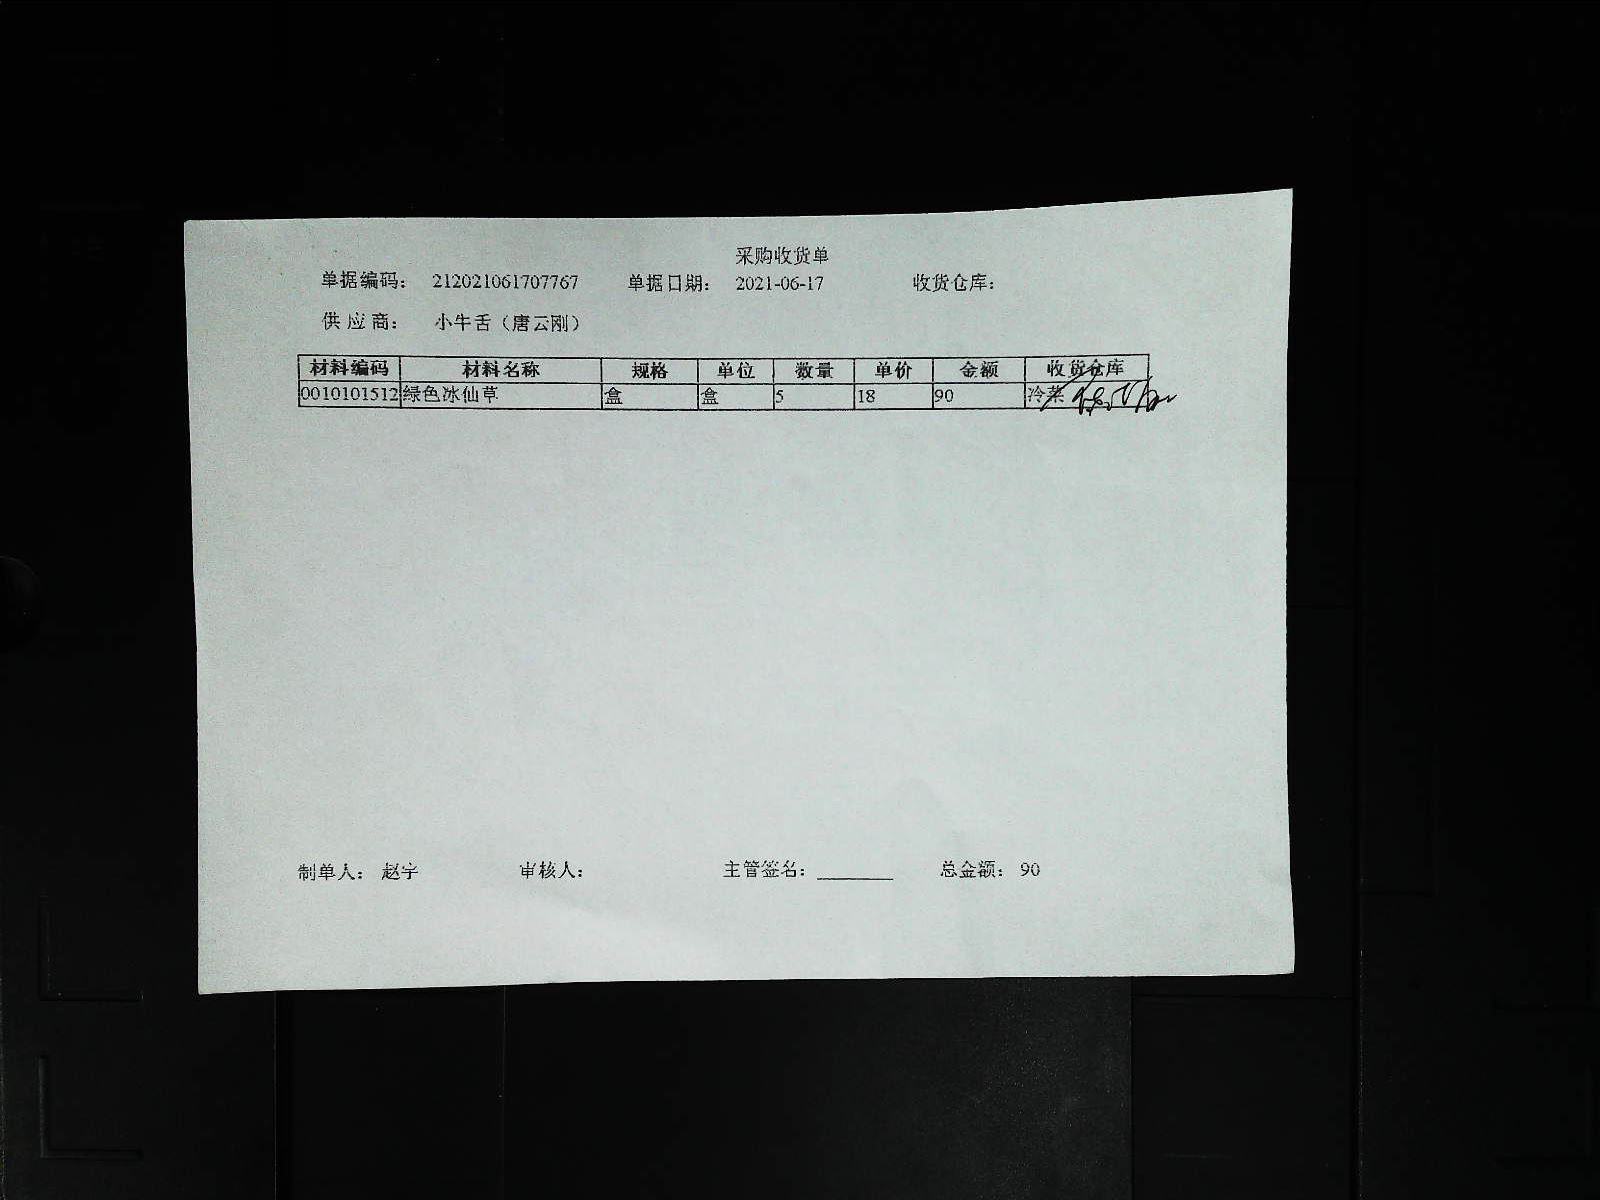 采购收货单
单据编码： 212021061707767 单据日期： 2021-06-17 收货仓库：
供 应 商： 小牛舌（唐云刚）
材料编码 材料名称 规格 单位 数量 单价 金额 收货仓库
0010101512 绿色冰仙草 盒 盒 5 18 90 冷菜
制单人： 赵宇 审核人： 主管签名： 总金额： 90